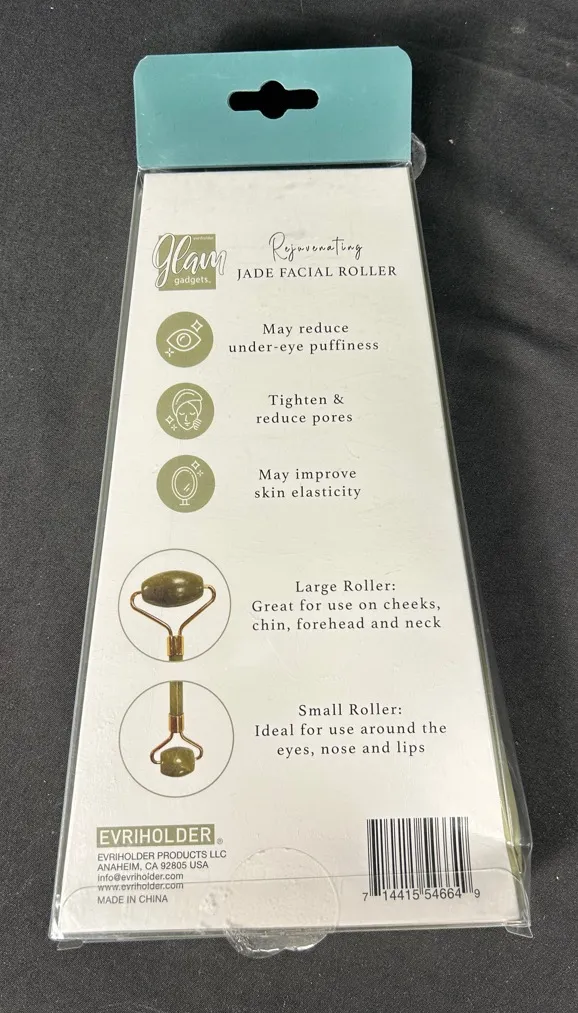 evriholder
Glam
gadgets.
Rejuvenating
JADE FACIAL ROLLER
May reduce
under-eye puffiness
Tighten &
reduce pores
May improve
skin elasticity
Large Roller:
Great for use on cheeks,
chin, forehead and neck
Small Roller:
Ideal for use around the
eyes, nose and lips
EVRIHOLDER®
EVRIHOLDER PRODUCTS LLC
ANAHEIM, CA 92805 USA
info@evriholder.com
www.evriholder.com
MADE IN CHINA
7 14415 54664 9